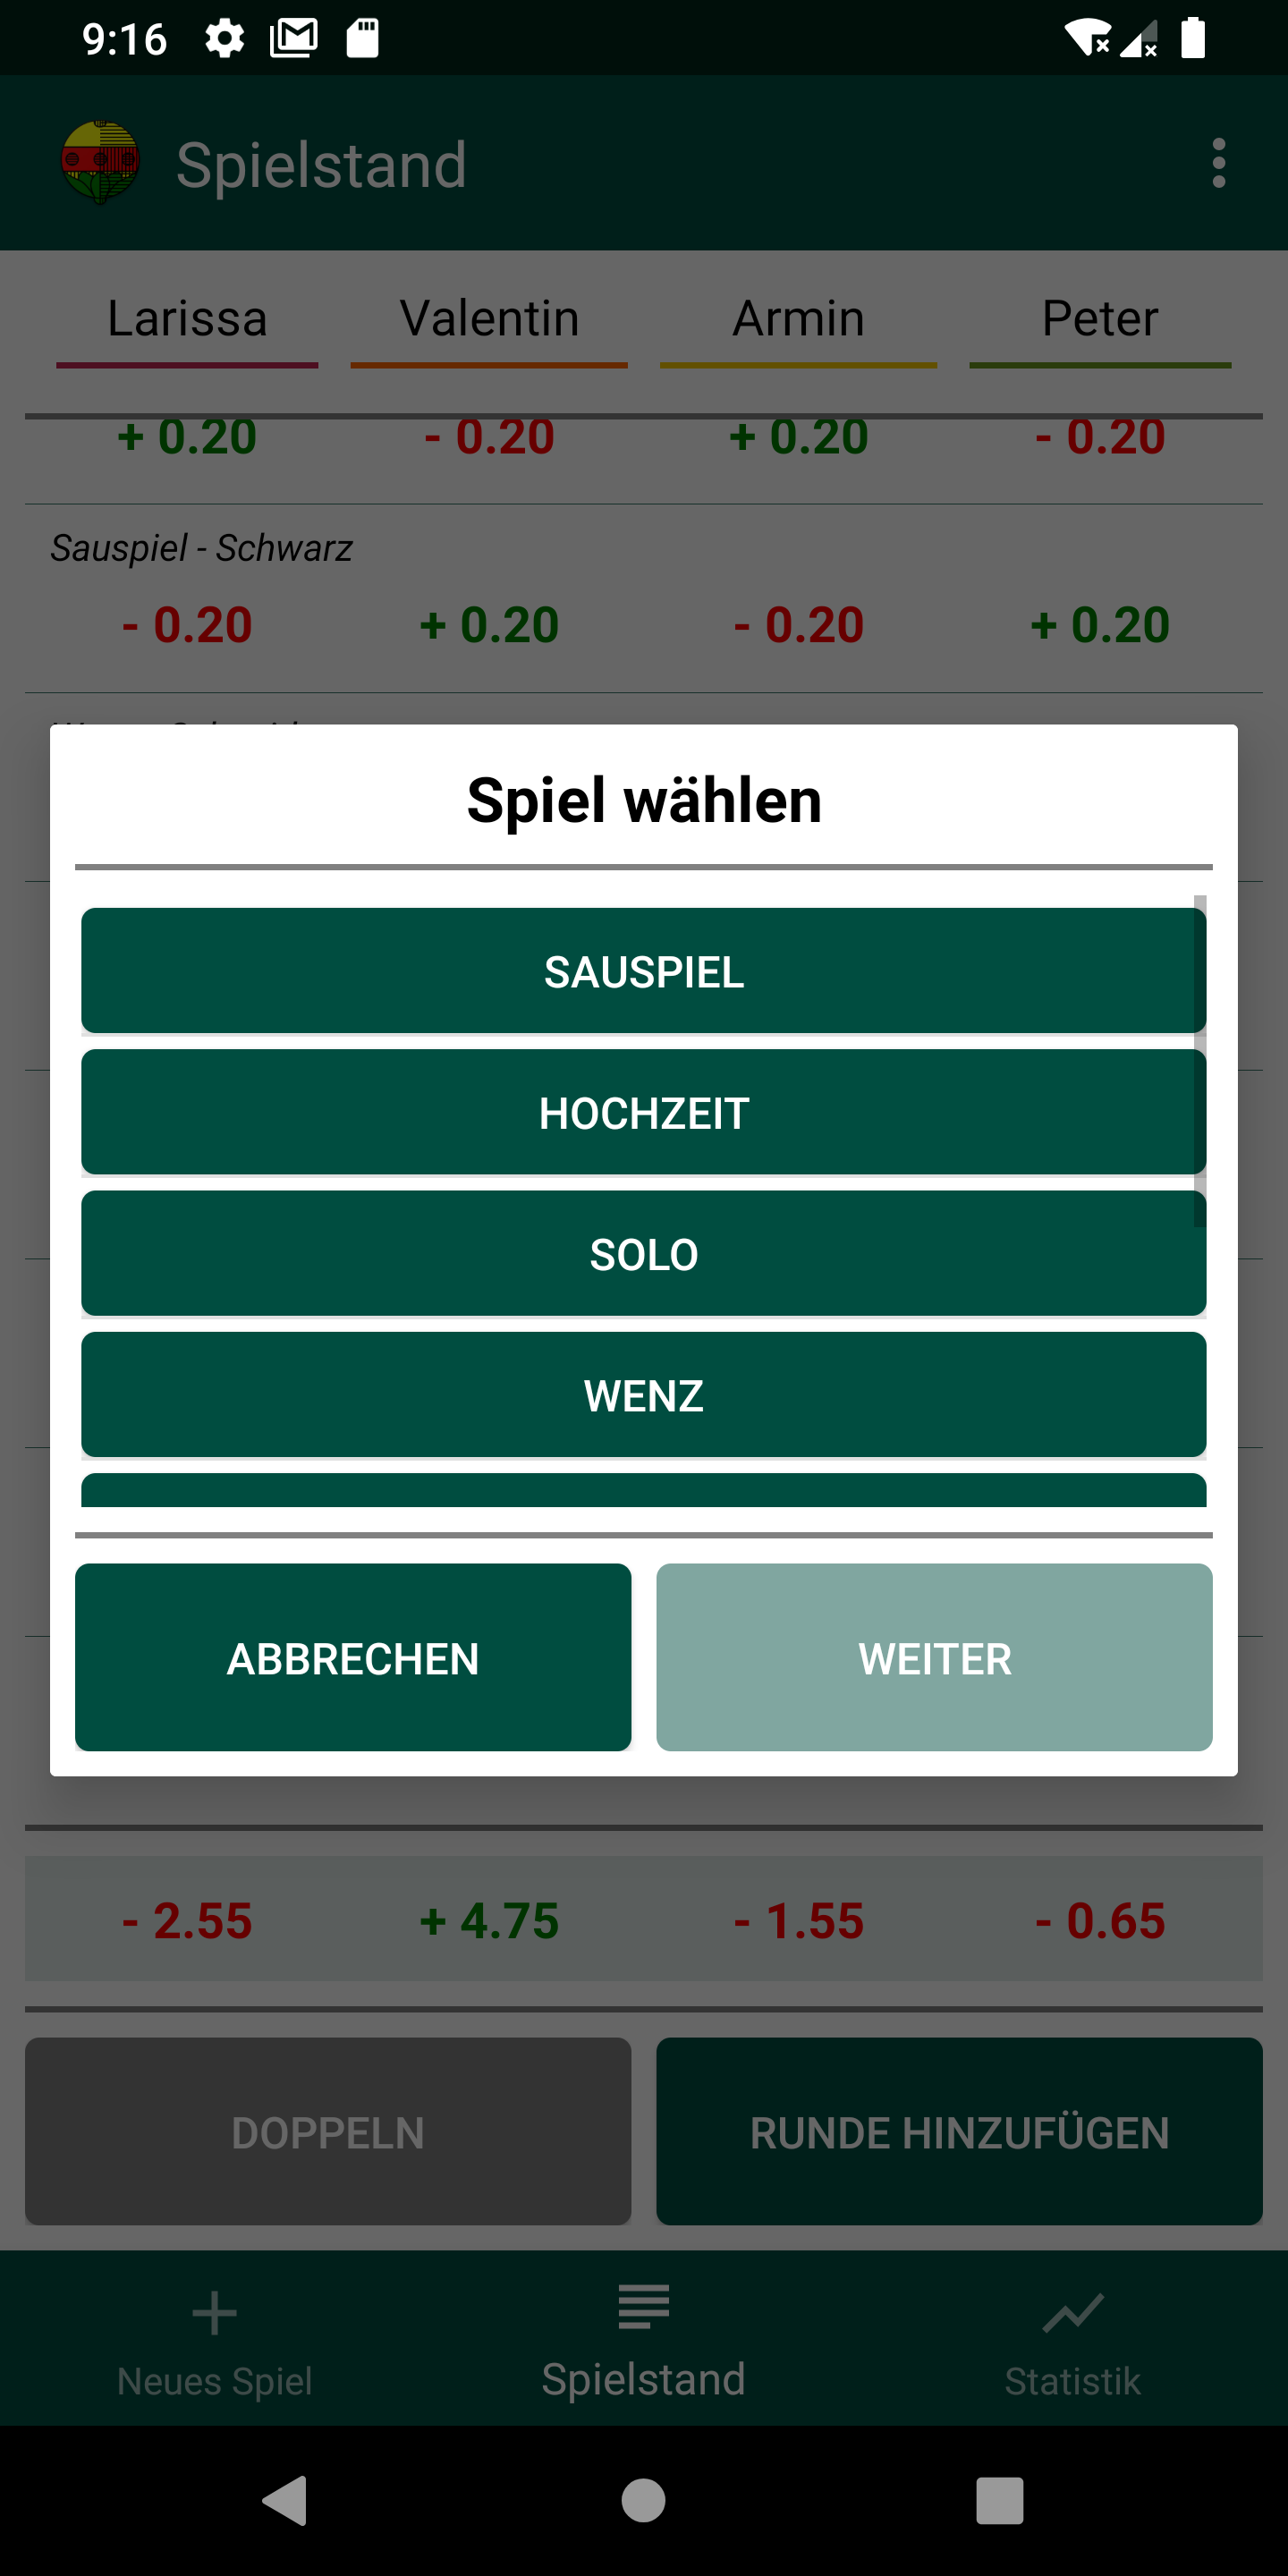 9:16
Spielstand
Larissa Valentin Armin Peter
+ 0.20 - 0.20 + 0.20 - 0.20
Sauspiel - Schwarz
- 0.20 + 0.20 - 0.20 + 0.20
Spiel wählen
SAUSPIEL
HOCHZEIT
SOLO
WENZ
ABBRECHEN WEITER
- 2.55 + 4.75 - 1.55 - 0.65
DOPPELN RUNDE HINZUFÜGEN
Neues Spiel Spielstand Statistik